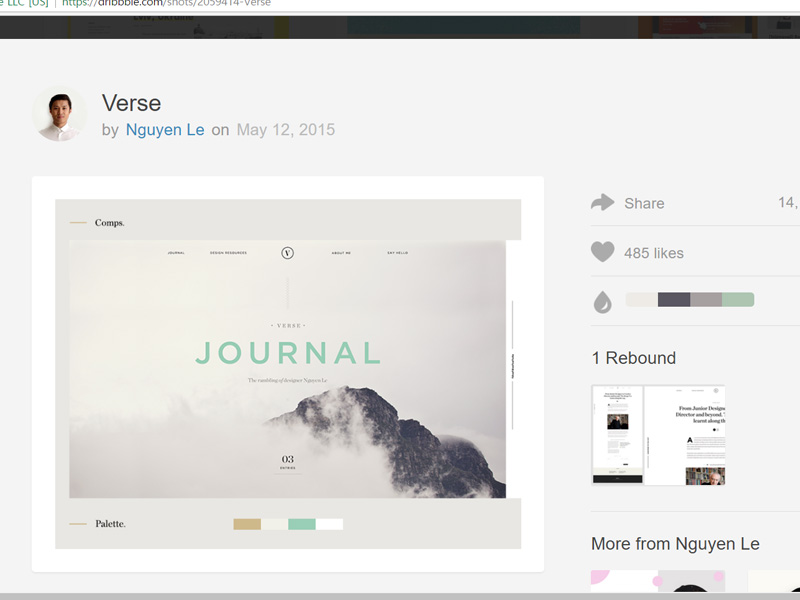 e LLC [US] | https://dribbble.com/shots/2059414-Verse
Verse
by Nguyen Le on May 12, 2015
Comps.
JOURNAL
DESIGN RESOURCES
V
ABOUT ME
SAY HELLO
• VERSE •
JOURNAL
The rambling of designer Nguyen Le
03
ENTRIES
Palette.
Share
14,
485 likes
1 Rebound
From Junior Designe
Director and beyond.
learnt along th
A
More from Nguyen Le